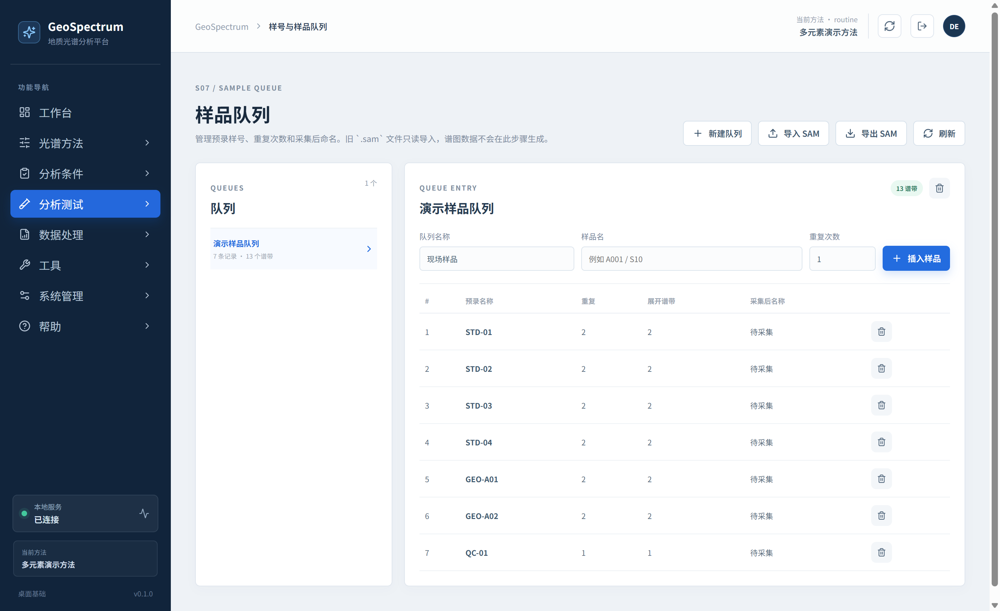 GeoSpectrum
地质光谱分析平台
功能导航
工作台
光谱方法
分析条件
分析测试
数据处理
工具
系统管理
帮助
本地服务
已连接
当前方法
多元素演示方法
桌面基础 v0.1.0
GeoSpectrum 样号与样品队列
当前方法 · routine
多元素演示方法
DE
S07 / SAMPLE QUEUE
样品队列
管理预录样号、重复次数和采集后命名。旧 `.sam` 文件只读导入，谱图数据不会在此步骤生成。
新建队列 导入 SAM 导出 SAM 刷新
QUEUES 1 个
队列
演示样品队列
7 条记录 · 13 个谱带
QUEUE ENTRY 13 谱带
演示样品队列
队列名称 样品名 重复次数
现场样品 例如 A001 / S10 1 插入样品
# 预录名称 重复 展开谱带 采集后名称
1 STD-01 2 2 待采集
2 STD-02 2 2 待采集
3 STD-03 2 2 待采集
4 STD-04 2 2 待采集
5 GEO-A01 2 2 待采集
6 GEO-A02 2 2 待采集
7 QC-01 1 1 待采集